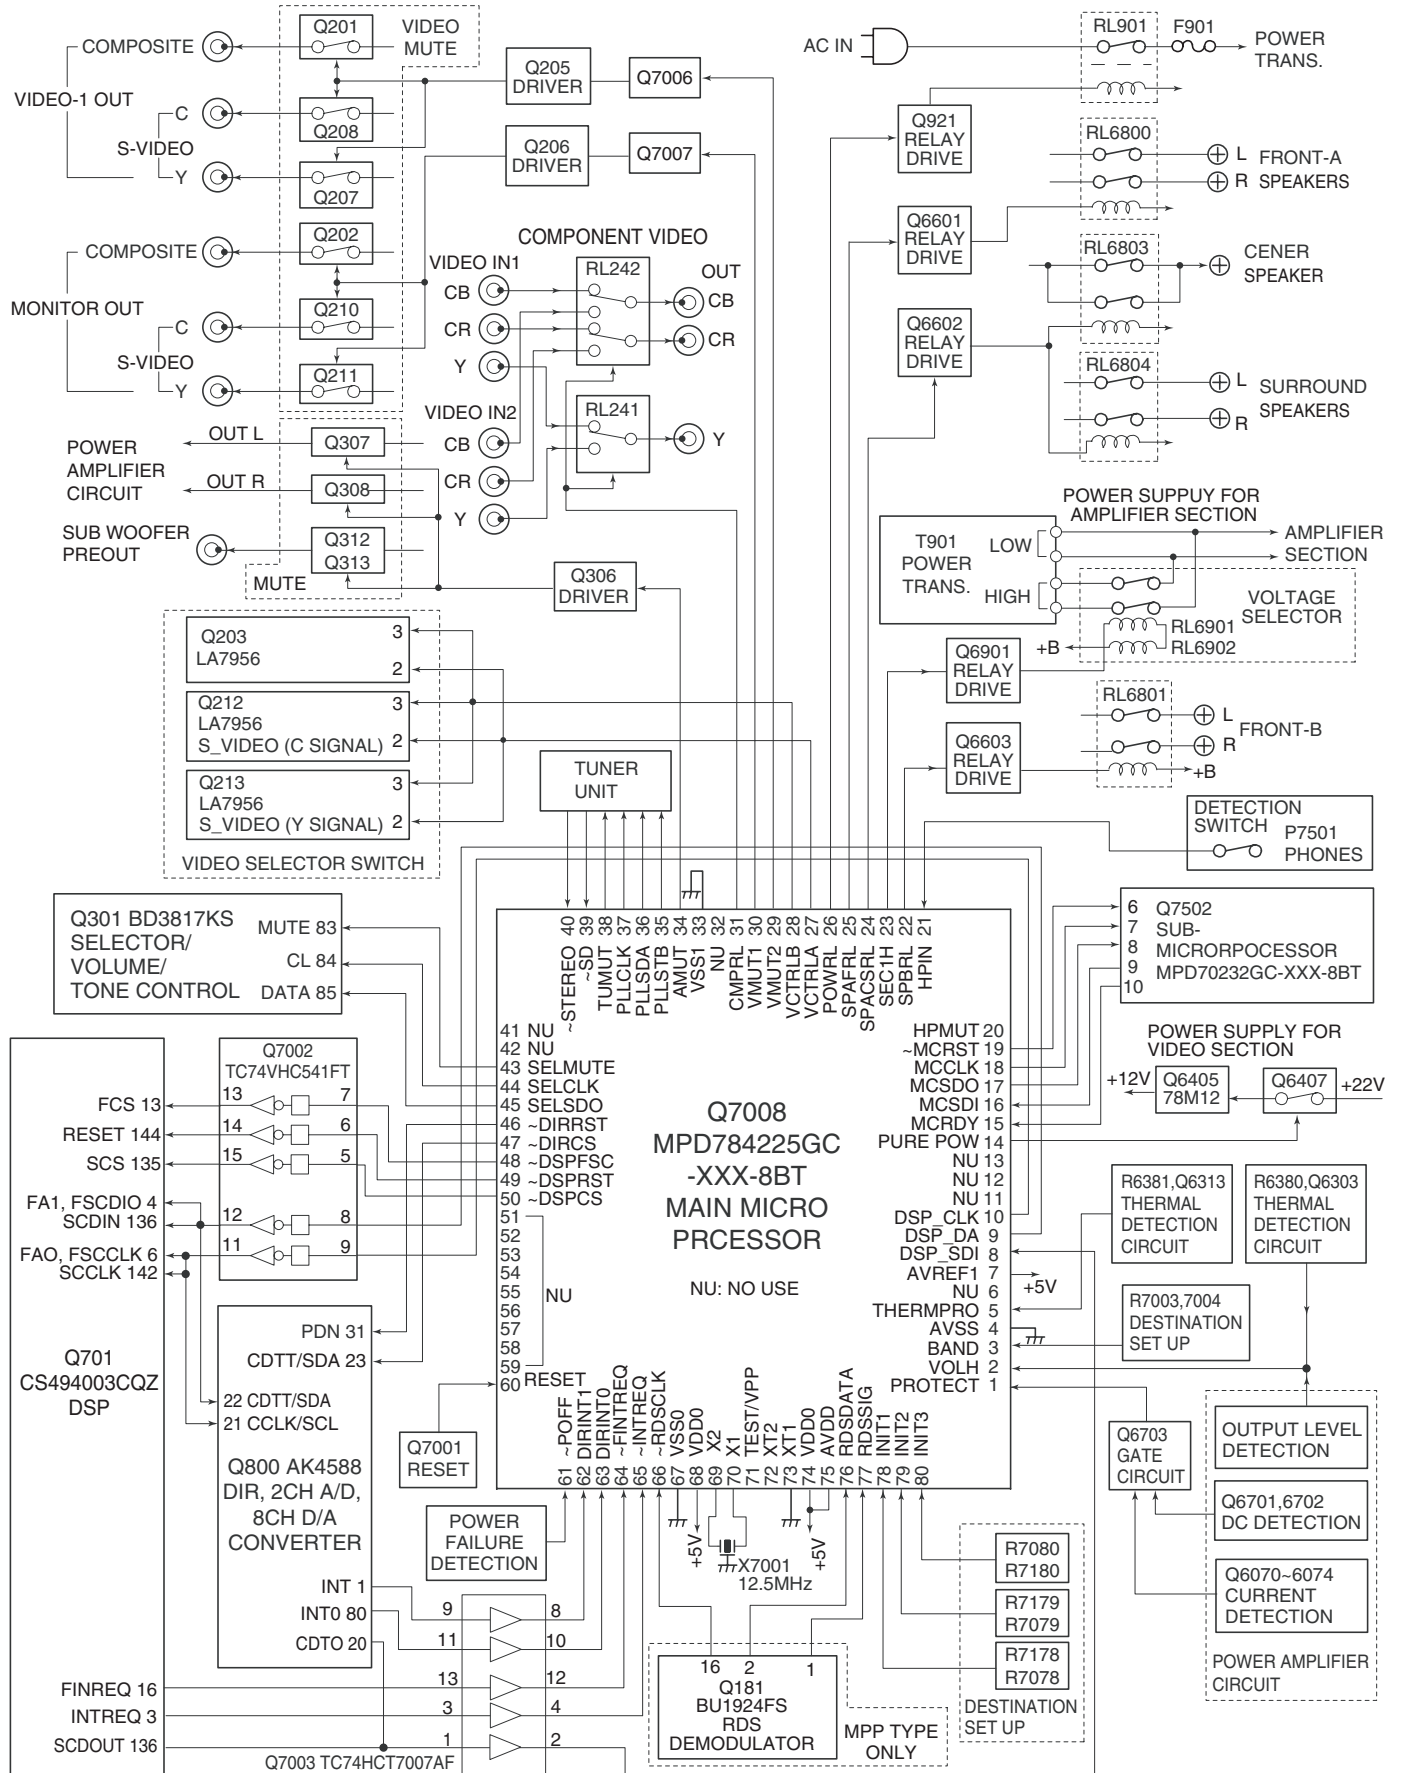 COMPOSITE
VIDEO-1 OUT
C
S-VIDEO
Y
Q201
VIDEO
MUTE
Q208
Q207
Q205
DRIVER
Q7006
Q206
DRIVER
Q7007
COMPOSITE
MONITOR OUT
C
S-VIDEO
Y
Q202
Q210
Q211
COMPONENT VIDEO
VIDEO IN1
RL242
OUT
CB
CB
CR
CR
Y
VIDEO IN2
RL241
CB
Y
CR
Y
POWER
AMPLIFIER
CIRCUIT
OUT L
Q307
OUT R
Q308
SUB WOOFER
PREOUT
Q312
Q313
MUTE
Q306
DRIVER
AC IN
RL901
F901
POWER
TRANS.
Q921
RELAY
DRIVE
RL6800
L
FRONT-A
R
SPEAKERS
Q6601
RELAY
DRIVE
RL6803
CENER
SPEAKER
Q6602
RELAY
DRIVE
RL6804
L
SURROUND
SPEAKERS
R
POWER SUPPUY FOR
AMPLIFIER SECTION
T901
POWER
TRANS.
LOW
HIGH
AMPLIFIER
SECTION
VOLTAGE
SELECTOR
RL6901
RL6902
+B
Q6901
RELAY
DRIVE
RL6801
L
FRONT-B
R
+B
Q6603
RELAY
DRIVE
DETECTION
SWITCH
P7501
PHONES
Q203
LA7956
3
2
Q212
LA7956
S_VIDEO (C SIGNAL)
3
2
Q213
LA7956
S_VIDEO (Y SIGNAL)
3
2
VIDEO SELECTOR SWITCH
TUNER
UNIT
Q301 BD3817KS
SELECTOR/
VOLUME/
TONE CONTROL
MUTE 83
CL 84
DATA 85
40 ~STEREO
39 ~SD
38 TUMUT
37 PLLCLK
36 PLLSDA
35 PLLSTB
34 AMUT
33 VSS1
32 NU
31 CMPRL
30 VMUT1
29 VMUT2
28 VCTRLB
27 VCTRLA
26 POWRL
25 SPAFRL
24 SPACSRL
23 SEC1H
22 SPBRL
21 HPIN
6
7
8
9
10
Q7502
SUB-
MICRORPOCESSOR
MPD70232GC-XXX-8BT
41 NU
42 NU
43 SELMUTE
44 SELCLK
45 SELSDO
46 ~DIRRST
47 ~DIRCS
48 ~DSPFSC
49 ~DSPRST
50 ~DSPCS
51
52
53
54
55
56
57
58
59
NU
60 RESET
Q7008
MPD784225GC
-XXX-8BT
MAIN MICRO
PRCESSOR
NU: NO USE
HPMUT 20
~MCRST 19
MCCLK 18
MCSDO 17
MCSDI 16
MCRDY 15
PURE POW 14
NU 13
NU 12
NU 11
DSP_CLK 10
DSP_DA 9
DSP_SDI 8
AVREF1 7
NU 6
THERMPRO 5
AVSS 4
BAND 3
VOLH 2
PROTECT 1
+5V
POWER SUPPLY FOR
VIDEO SECTION
+12V
Q6405
78M12
Q6407
+22V
R6381,Q6313
THERMAL
DETECTION
CIRCUIT
R6380,Q6303
THERMAL
DETECTION
CIRCUIT
R7003,7004
DESTINATION
SET UP
Q6703
GATE
CIRCUIT
OUTPUT LEVEL
DETECTION
Q6701,6702
DC DETECTION
Q6070~6074
CURRENT
DETECTION
POWER AMPLIFIER
CIRCUIT
Q7002
TC74VHC541FT
13
7
14
6
15
5
12
8
11
9
FCS 13
RESET 144
SCS 135
FA1, FSCDIO 4
SCDIN 136
FAO, FSCCLK 6
SCCLK 142
Q701
CS494003CQZ
DSP
FINREQ 16
INTREQ 3
SCDOUT 136
PDN 31
CDTT/SDA 23
22 CDTT/SDA
21 CCLK/SCL
Q800 AK4588
DIR, 2CH A/D,
8CH D/A
CONVERTER
INT 1
INT0 80
CDTO 20
Q7001
RESET
POWER
FAILURE
DETECTION
61 ~POFF
62 DIRINT1
63 DIRINT0
64 ~FINTREQ
65 ~INTREQ
66 ~RDSCLK
67 VSS0
68 VDD0
69 X2
70 X1
71 TEST/VPP
72 XT2
73 XT1
74 VDD0
75 AVDD
76 RDSDATA
77 RDSSIG
78 INIT1
79 INIT2
80 INIT3
+5V
X7001
12.5MHz
+5V
9
8
11
10
13
12
3
4
1
2
Q7003 TC74HCT7007AF
16
2
1
Q181
BU1924FS
RDS
DEMODULATOR
MPP TYPE
ONLY
R7080
R7180
R7179
R7079
R7178
R7078
DESTINATION
SET UP